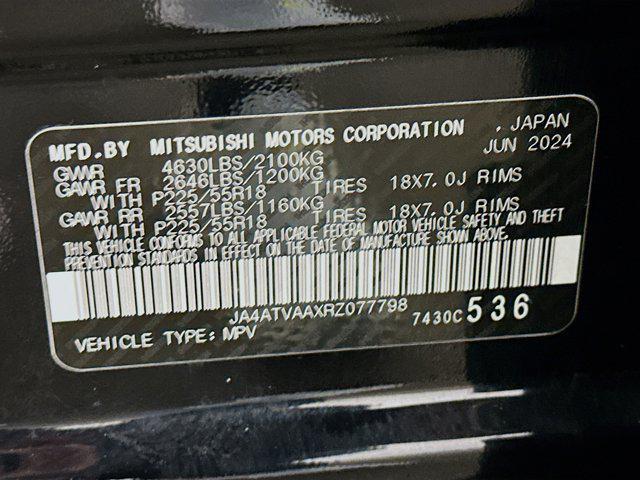 MFD.BY MITSUBISHI MOTORS CORPORATION , JAPAN
GVWR 4630LBS/2100KG JUN 2024
GAWR FR 2646LBS/1200KG
WITH P225/55R18 TIRES 18X7.0J RIMS
GAWR RR 2557LBS/1160KG
WITH P225/55R18 TIRES 18X7.0J RIMS
THIS VEHICLE CONFORMS TO ALL APPLICABLE FEDERAL MOTOR VEHICLE SAFETY AND THEFT
PREVENTION STANDARDS IN EFFECT ON THE DATE OF MANUFACTURE SHOWN ABOVE.
JA4ATVAAXRZ077798 7430C 536
VEHICLE TYPE: MPV